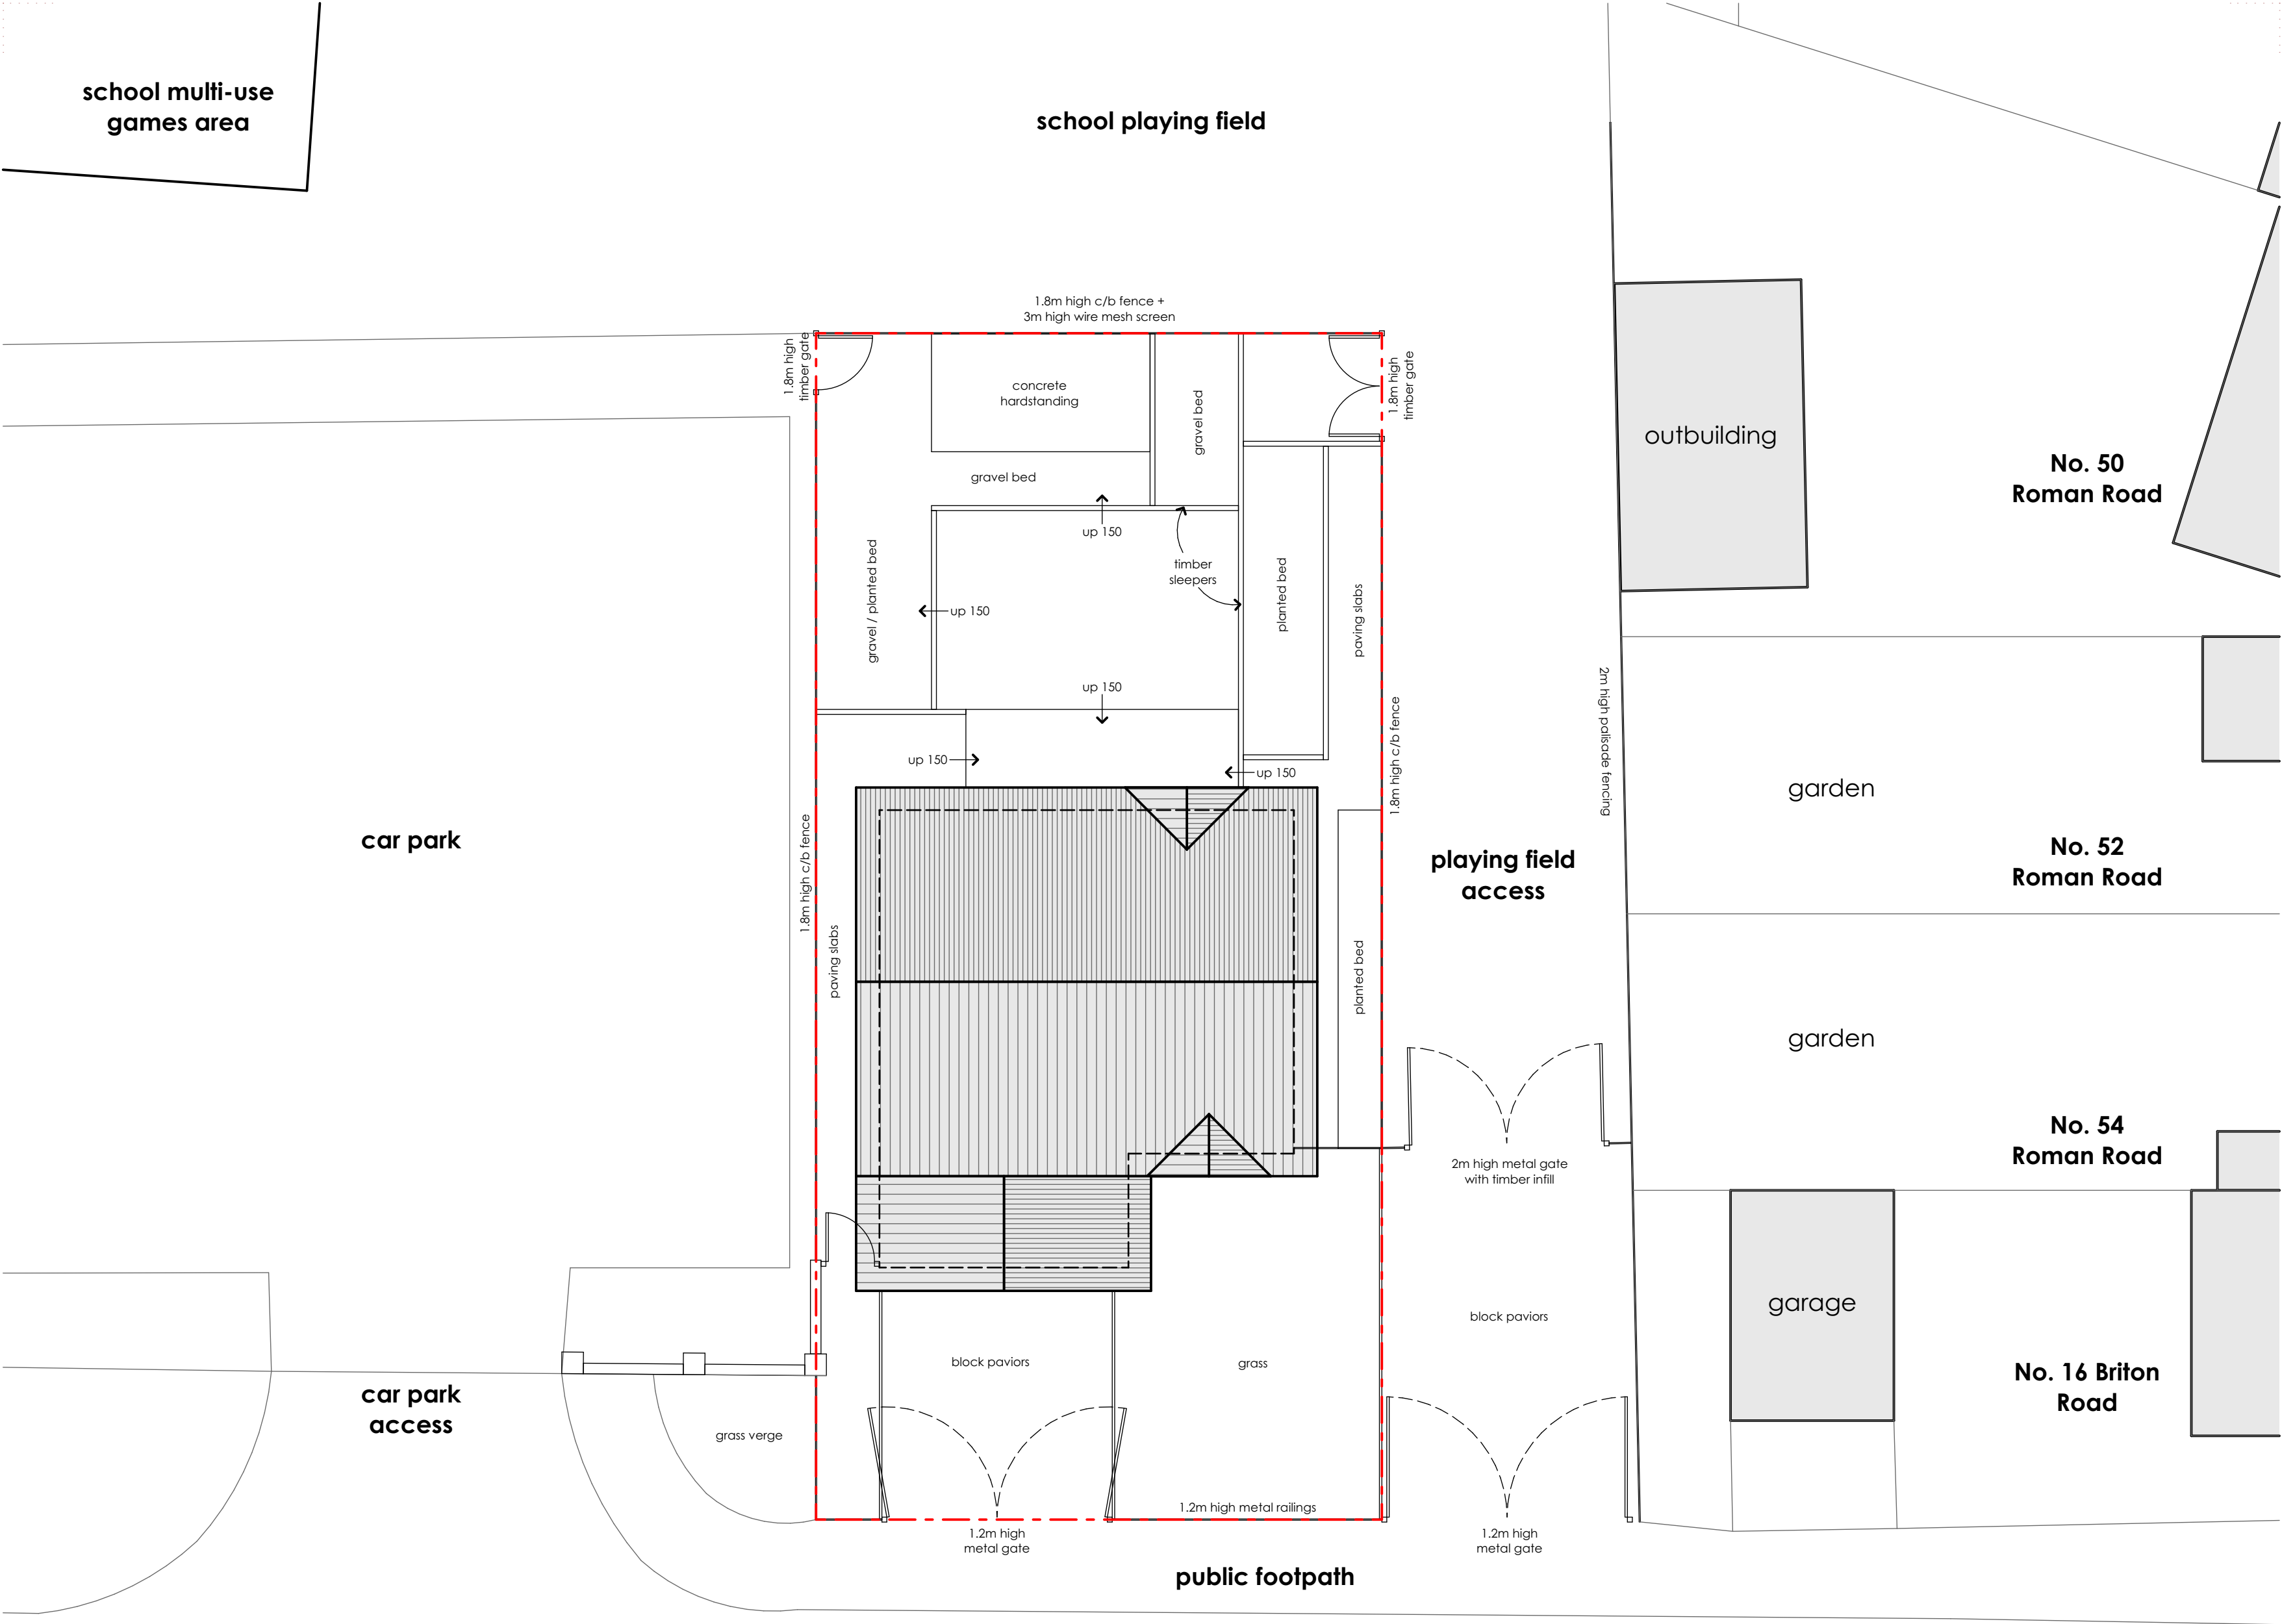 school multi-use
games area
school playing field
1.8m high c/b fence +
3m high wire mesh screen
1.8m high
timber gate
1.8m high
timber gate
concrete
hardstanding
gravel bed
gravel bed
outbuilding
No. 50
Roman Road
up 150
timber
sleepers
gravel / planted bed
up 150
planted bed
paving slabs
up 150
up 150
up 150
1.8m high c/b fence
2m high palisade fencing
garden
car park
1.8m high c/b fence
playing field
access
No. 52
Roman Road
paving slabs
planted bed
garden
No. 54
Roman Road
2m high metal gate
with timber infill
garage
block paviors
block paviors
grass
No. 16 Briton
Road
car park
access
grass verge
1.2m high metal railings
1.2m high
metal gate
1.2m high
metal gate
public footpath